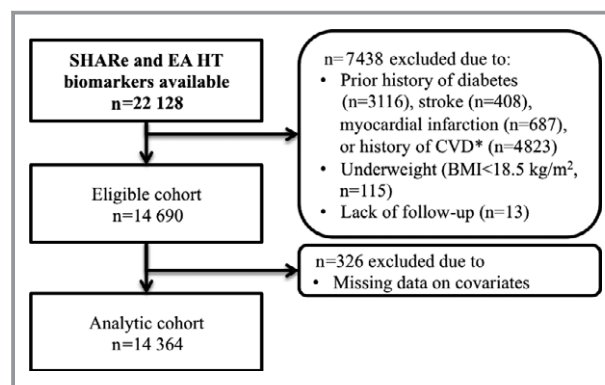 SHARe and EA HT
biomarkers available
n=22 128
n=7438 excluded due to:
• Prior history of diabetes
(n=3116), stroke (n=408),
myocardial infarction (n=687),
or history of CVD* (n=4823)
• Underweight (BMI<18.5 kg/m²,
n=115)
• Lack of follow-up (n=13)
Eligible cohort
n=14 690
n=326 excluded due to
• Missing data on covariates
Analytic cohort
n=14 364